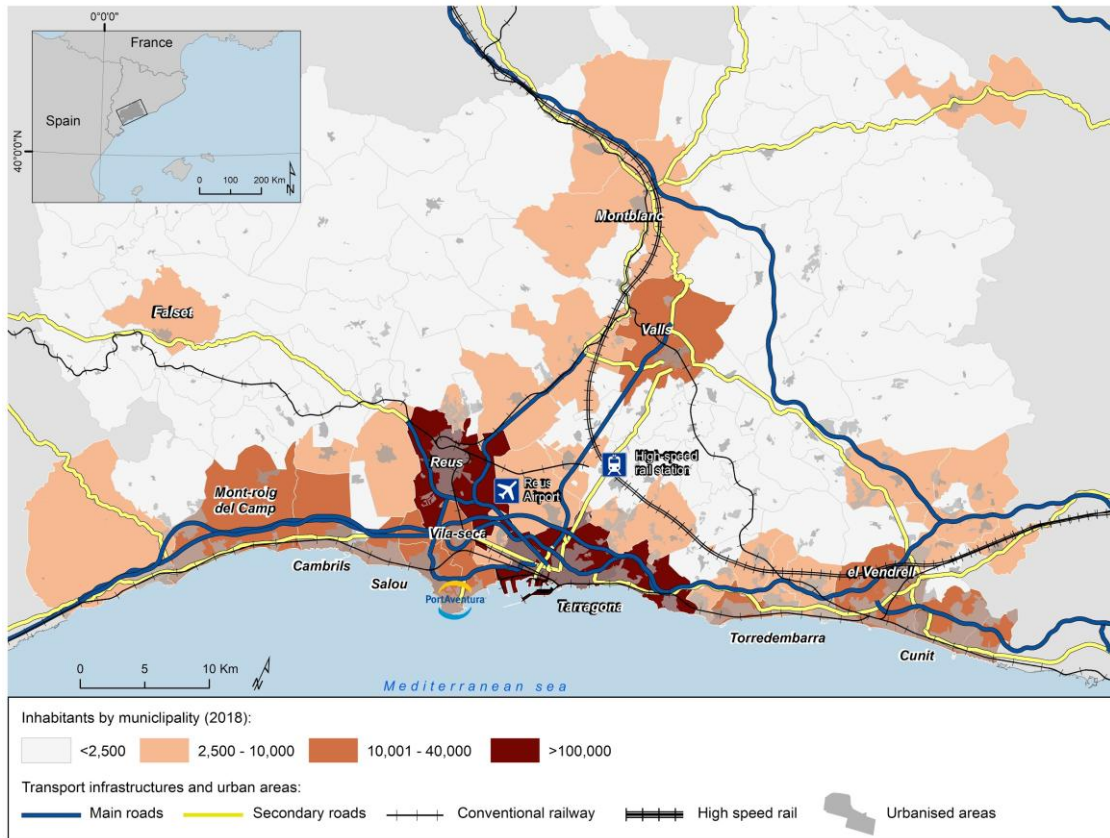 0°0'0"
France
Spain
40°0'0"N
0 100 200 Km
N
Montblanc
Falset
Valls
High-speed
rail station
Reus
Reus
Airport
Mont-roig
del Camp
Vila-seca
el Vendrell
Cambrils
Salou
PortAventura
Tarragona
Torredembarra
Cunit
0 5 10 Km
N
Mediterranean sea
Inhabitants by municlipality (2018):
<2,500
2,500 - 10,000
10,001 - 40,000
>100,000
Transport infrastructures and urban areas:
Main roads
Secondary roads
Conventional railway
High speed rail
Urbanised areas